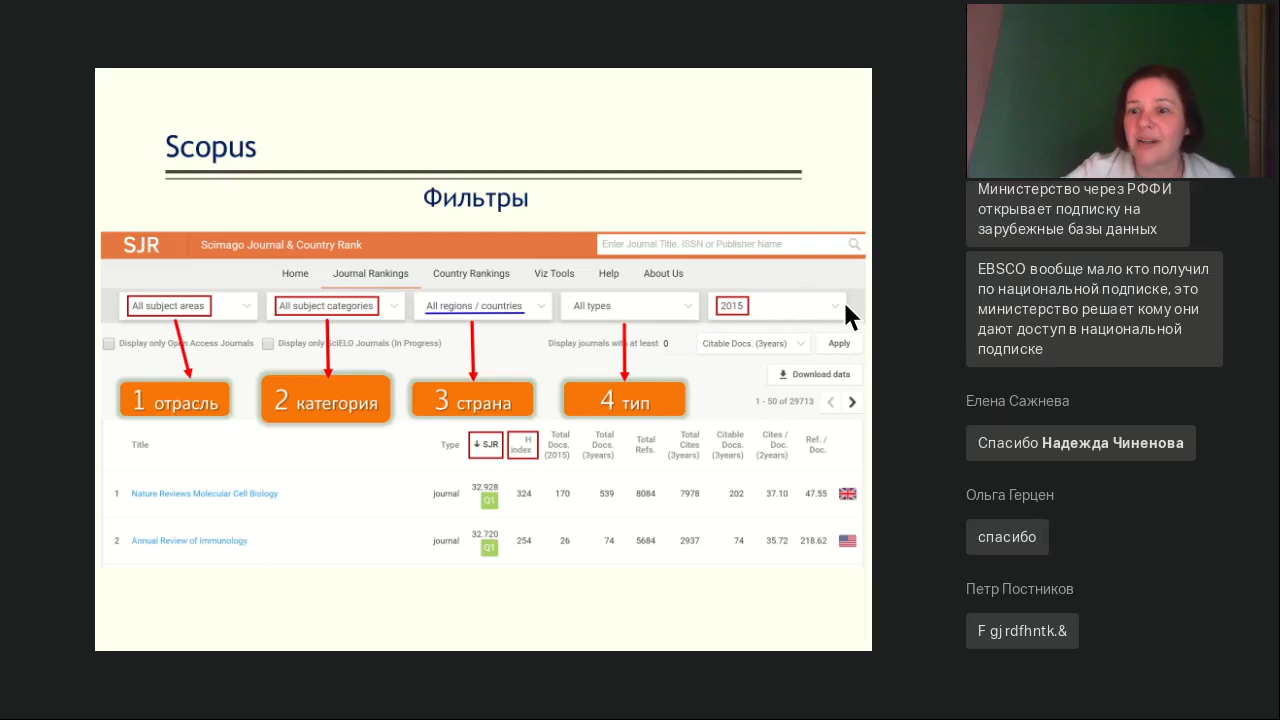 Scopus
Фильтры
SJR
Scimago Journal & Country Rank
Enter Journal Title, ISSN or Publisher Name
Home Journal Rankings Country Rankings Viz Tools Help About Us
All subject areas All subject categories All regions / countries All types 2015
Display only Open Access Journals Display only SciELO Journals (In Progress) Display journals with at least 0 Citable Docs. (3years) Apply
Download data
1 отрасль 2 категория 3 страна 4 тип
1 - 50 of 29713
Title Type SJR H index Total Docs. (2015) Total Docs. (3years) Total Refs. Total Cites (3years) Citable Docs. (3years) Cites / Doc. (2years) Ref. / Doc.
1 Nature Reviews Molecular Cell Biology journal 32.928 Q1 324 170 539 8084 7978 202 37.10 47.55
2 Annual Review of Immunology journal 32.720 Q1 254 26 74 5684 2937 74 35.72 218.62
Министерство через РФФИ
открывает подписку на
зарубежные базы данных
EBSCO вообще мало кто получил
по национальной подписке, это
министерство решает кому они
дают доступ в национальной
подписке
Елена Сажнева
Спасибо Надежда Чиненова
Ольга Герцен
спасибо
Петр Постников
F gj rdfhntk.&